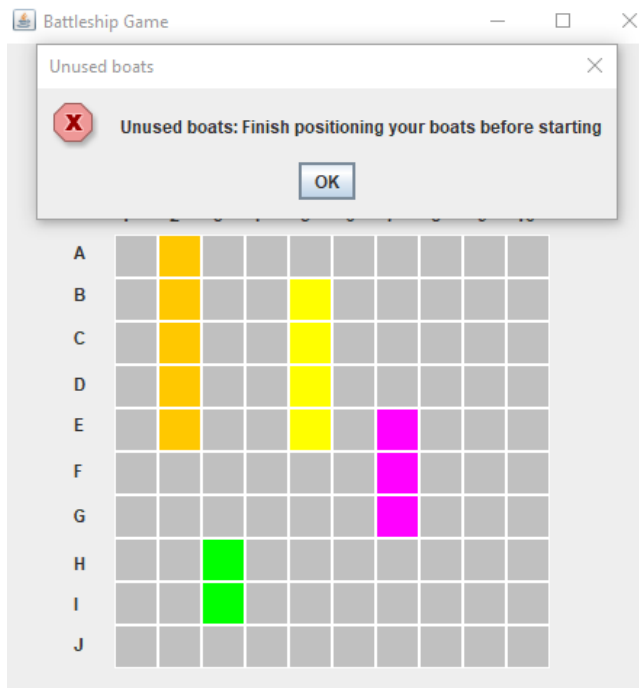 Battleship Game
Unused boats
Unused boats: Finish positioning your boats before starting
OK
A
B
C
D
E
F
G
H
I
J